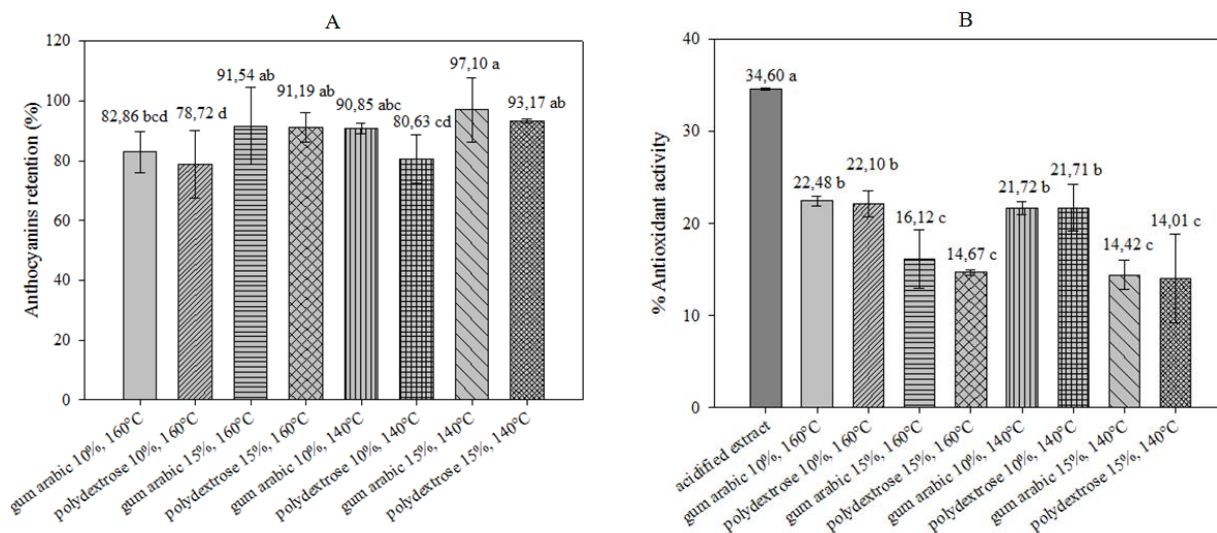 A
Anthocyanins retention (%)
120
100
80
60
40
20
0
82,86 bcd
78,72 d
91,54 ab
91,19 ab
90,85 abc
80,63 cd
97,10 a
93,17 ab
gum arabic 10%, 160°C
polydextrose 10%, 160°C
gum arabic 15%, 160°C
polydextrose 15%, 160°C
gum arabic 10%, 140°C
polydextrose 10%, 140°C
gum arabic 15%, 140°C
polydextrose 15%, 140°C
B
% Antioxidant activity
40
30
20
10
0
34,60 a
22,48 b
22,10 b
16,12 c
14,67 c
21,72 b
21,71 b
14,42 c
14,01 c
acidified extract
gum arabic 10%, 160°C
polydextrose 10%, 160°C
gum arabic 15%, 160°C
polydextrose 15%, 160°C
gum arabic 10%, 140°C
polydextrose 10%, 140°C
gum arabic 15%, 140°C
polydextrose 15%, 140°C